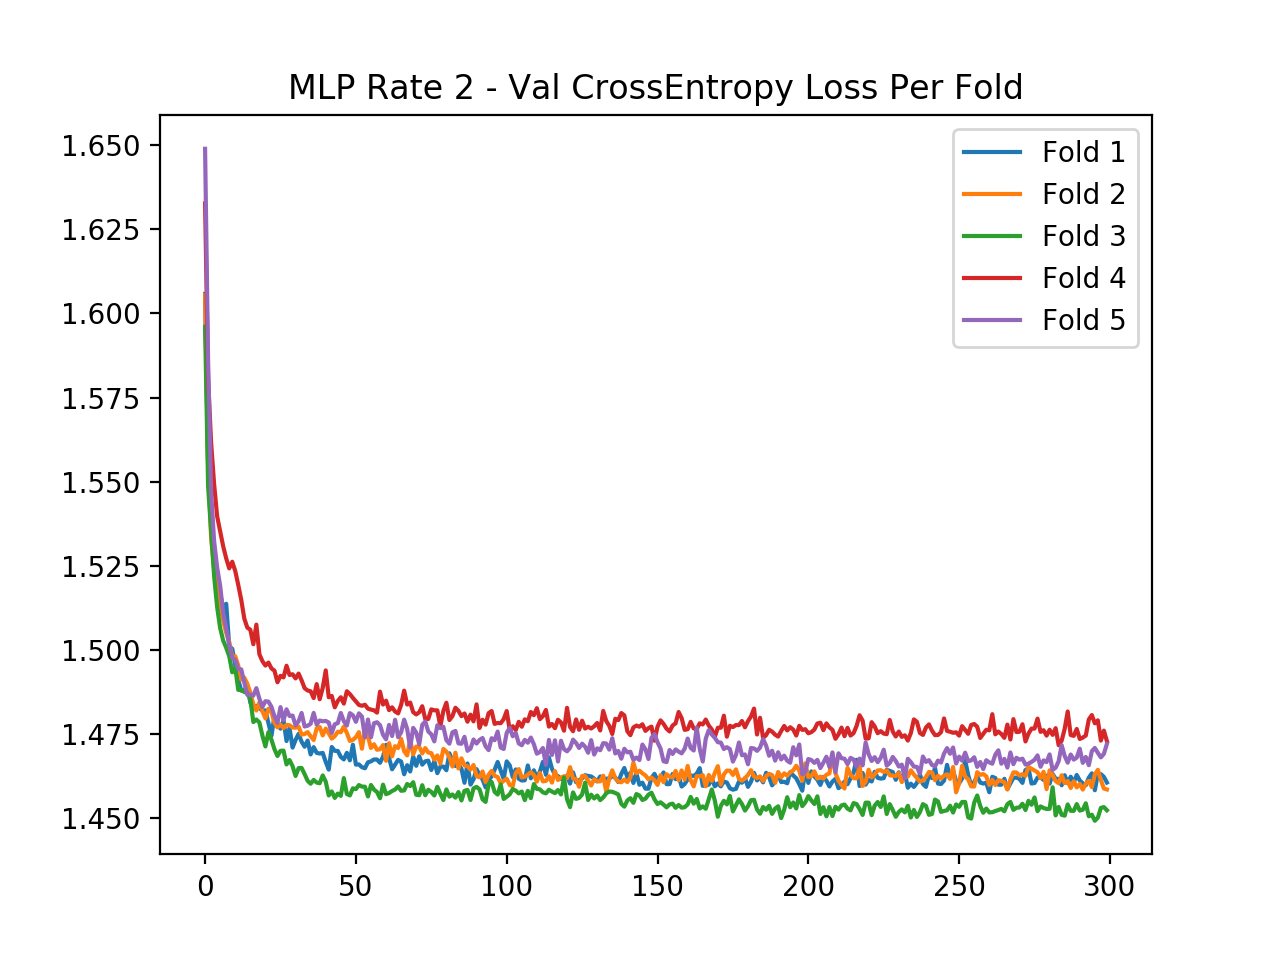 MLP Rate 2 - Val CrossEntropy Loss Per Fold
1.650
1.625
1.600
1.575
1.550
1.525
1.500
1.475
1.450
Fold 1
Fold 2
Fold 3
Fold 4
Fold 5
0 50 100 150 200 250 300